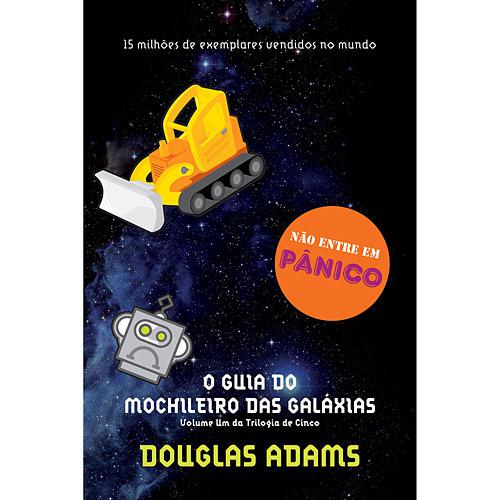 15 milhões de exemplares vendidos no mundo
NÃO ENTRE EM
PÂNICO
O GUIA DO
MOCHILEIRO DAS GALÁXIAS
Volume Um da Trilogia de Cinco
DOUGLAS ADAMS